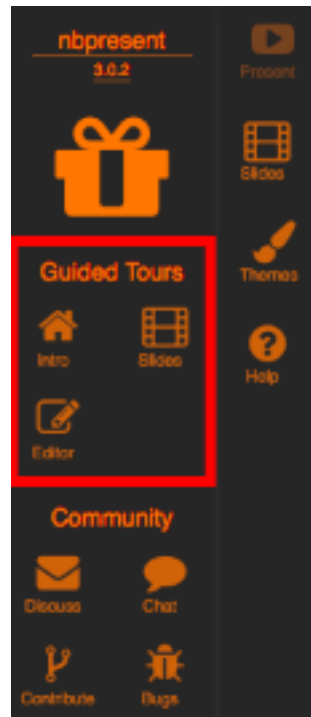 nbpresent
3.0.2
Guided Tours
Intro
Slides
Editor
Community
Discuss
Chat
Contribute
Bugs
Present
Slides
Themes
Help